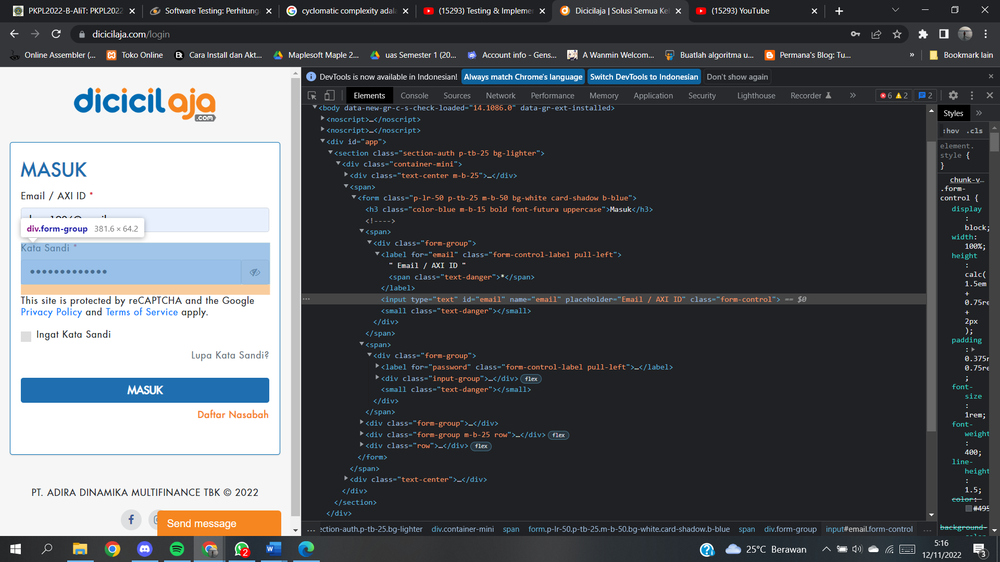 PKPL2022-B-AliT: PKPL2022
Software Testing: Perhitung
cyclomatic complexity adala
(15293) Testing & Implemen
Dicicilaja | Solusi Semua Ke
(15293) YouTube
dicicilaja.com/login
Online Assembler (...
Toko Online
Cara Install dan Akt...
Maplesoft Maple 2...
uas Semester 1 (20...
Account info - Gens...
A Wanmin Welcom...
Buatlah algoritma u...
Permana's Blog: Tu...
»
Bookmark lain
dicicilaja
.com
MASUK
Email / AXI ID *
div.form-group 381.6 × 64.2
Kata Sandi *
•••••••••••••
This site is protected by reCAPTCHA and the Google
Privacy Policy and Terms of Service apply.
Ingat Kata Sandi
Lupa Kata Sandi?
MASUK
Daftar Nasabah
PT. ADIRA DINAMIKA MULTIFINANCE TBK © 2022
Send message
DevTools is now available in Indonesian!
Always match Chrome's language
Switch DevTools to Indonesian
Don't show again
Elements
Console
Sources
Network
Performance
Memory
Application
Security
Lighthouse
Recorder
»
6
2
2
<body data-new-gr-c-s-check-loaded="14.1086.0" data-gr-ext-installed>
<noscript>…</noscript>
<noscript>…</noscript>
<div id="app">
<section class="section-auth p-tb-25 bg-lighter">
<div class="container-mini">
<div class="text-center m-b-25">…</div>
<span>
<form class="p-lr-50 p-tb-25 m-b-50 bg-white card-shadow b-blue">
<h3 class="color-blue m-b-15 bold font-futura uppercase">Masuk</h3>
<!---->
<span>
<div class="form-group">
<label for="email" class="form-control-label pull-left">
" Email / AXI ID "
<span class="text-danger">*</span>
</label>
<input type="text" id="email" name="email" placeholder="Email / AXI ID" class="form-control"> == $0
<small class="text-danger"></small>
</div>
</span>
<span>
<div class="form-group">
<label for="password" class="form-control-label pull-left">…</label>
<div class="input-group">…</div> flex
<small class="text-danger"></small>
</div>
</span>
<div class="form-group">…</div>
<div class="form-group m-b-25 row">…</div> flex
<div class="row">…</div> flex
</form>
</span>
<div class="text-center">…</div>
</div>
</section>
</div>
... ection-auth.p-tb-25.bg-lighter div.container-mini span form.p-lr-50.p-tb-25.m-b-50.bg-white.card-shadow.b-blue span div.form-group input#email.form-control ...
Styles
»
:hov .cls
element.
style {
}
chunk-v…
.form-
control {
display
:
block;
width:
100%;
height
:
calc(
1.5em
+
0.75re
+
2px
);
padding
:
0.375r
0.75re
;
font-
size
:
1rem;
font-
weight
:
400;
line-
height
:
1.5;
color:
#495
background-
2
25°C Berawan
5:16
12/11/2022
3